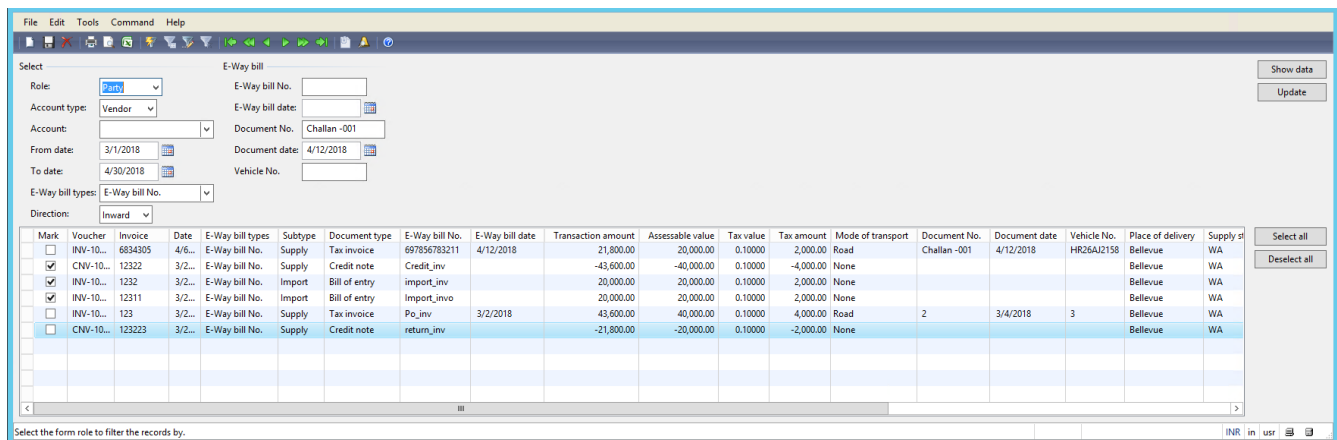 File Edit Tools Command Help
Select E-Way bill
Show data
Role: Party E-Way bill No.
Update
Account type: Vendor E-Way bill date:
Account: Document No. Challan -001
From date: 3/1/2018 Document date: 4/12/2018
To date: 4/30/2018 Vehicle No.
E-Way bill types: E-Way bill No.
Direction: Inward
Mark Voucher Invoice Date E-Way bill types Subtype Document type E-Way bill No. E-Way bill date Transaction amount Assessable value Tax value Tax amount Mode of transport Document No. Document date Vehicle No. Place of delivery Supply st
Select all
INV-10... 6834305 4/6... E-Way bill No. Supply Tax invoice 697856783211 4/12/2018 21,800.00 20,000.00 0.10000 2,000.00 Road Challan -001 4/12/2018 HR26AJ2158 Bellevue WA
CNV-10... 12322 3/2... E-Way bill No. Supply Credit note Credit_inv -43,600.00 -40,000.00 0.10000 -4,000.00 None Bellevue WA
Deselect all
INV-10... 1232 3/2... E-Way bill No. Import Bill of entry import_inv 20,000.00 20,000.00 0.10000 2,000.00 None Bellevue WA
INV-10... 12311 3/2... E-Way bill No. Import Bill of entry Import_invo 20,000.00 20,000.00 0.10000 2,000.00 None Bellevue WA
INV-10... 123 3/2... E-Way bill No. Supply Tax invoice Po_inv 3/2/2018 43,600.00 40,000.00 0.10000 4,000.00 Road 2 3/4/2018 3 Bellevue WA
CNV-10... 123223 3/2... E-Way bill No. Supply Credit note return_inv -21,800.00 -20,000.00 0.10000 -2,000.00 None Bellevue WA
Select the form role to filter the records by. INR in usr